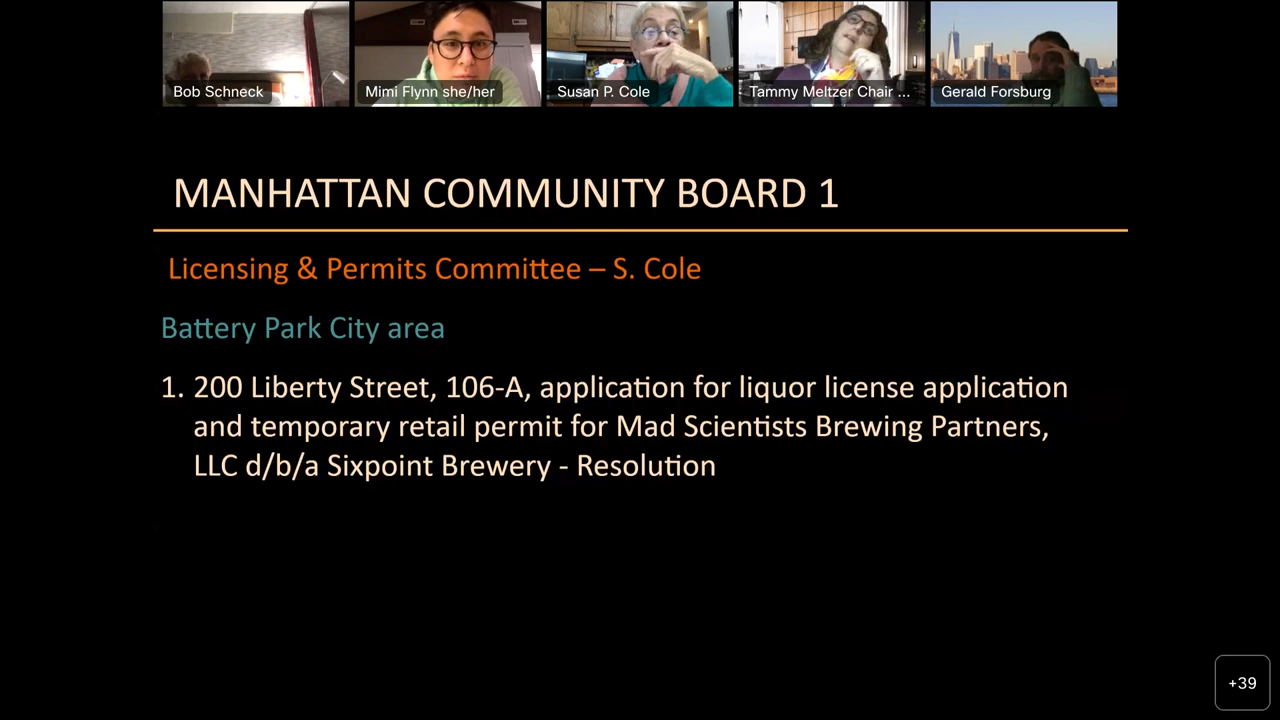 Bob Schneck
Mimi Flynn she/her
Susan P. Cole
Tammy Meltzer Chair ...
Gerald Forsburg
MANHATTAN COMMUNITY BOARD 1
Licensing & Permits Committee – S. Cole
Battery Park City area
1. 200 Liberty Street, 106-A, application for liquor license application
and temporary retail permit for Mad Scientists Brewing Partners,
LLC d/b/a Sixpoint Brewery - Resolution
+39